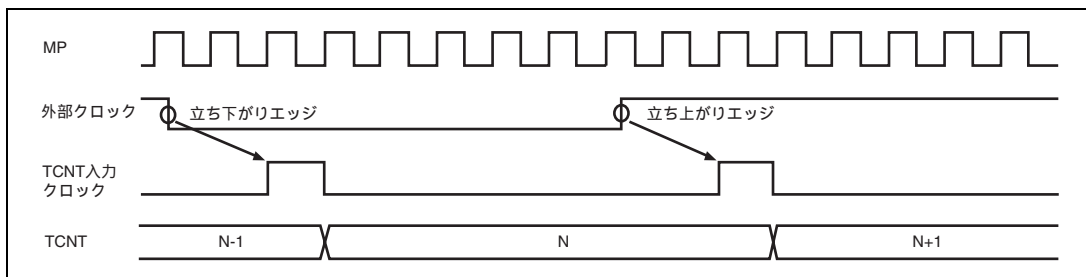 MP
外部クロック
立ち下がりエッジ
立ち上がりエッジ
TCNT入力
クロック
TCNT
N-1
N
N+1